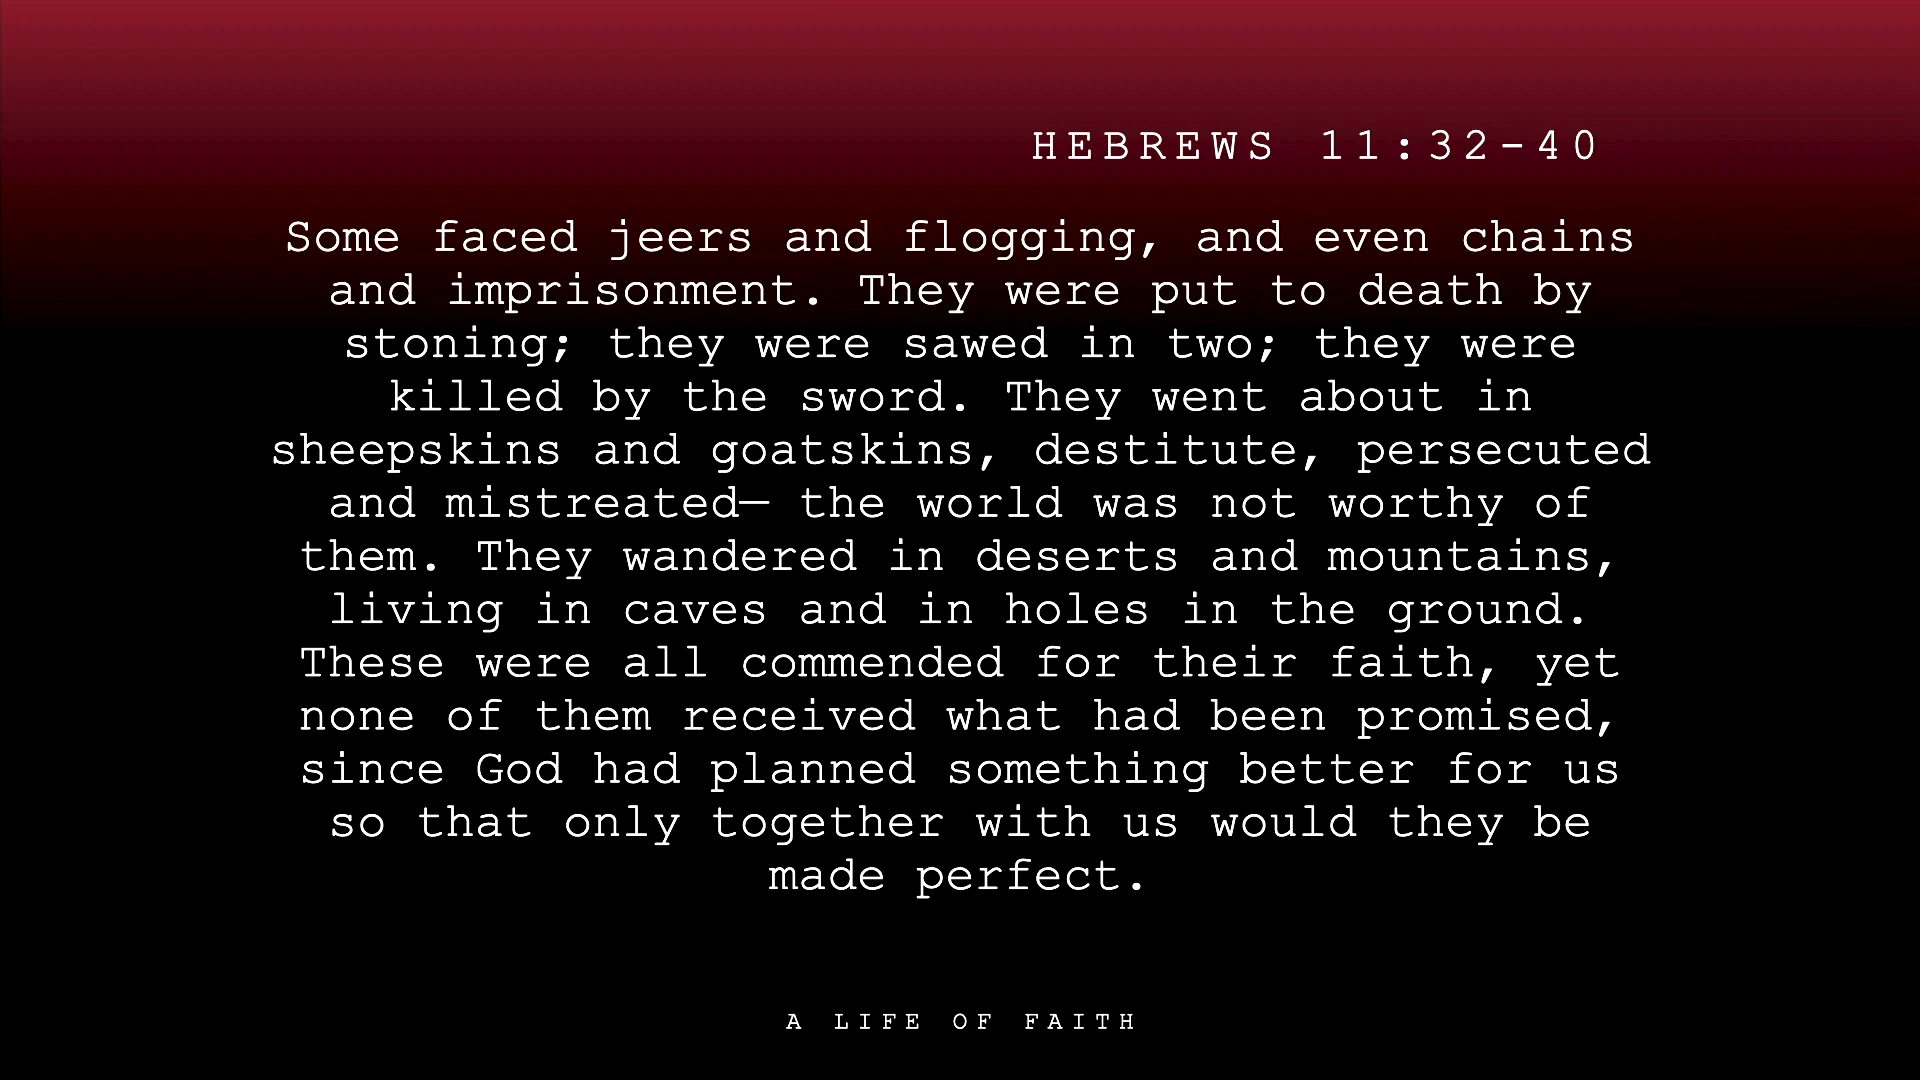 HEBREWS 11:32-40
Some faced jeers and flogging, and even chains
and imprisonment. They were put to death by
stoning; they were sawed in two; they were
killed by the sword. They went about in
sheepskins and goatskins, destitute, persecuted
and mistreated— the world was not worthy of
them. They wandered in deserts and mountains,
living in caves and in holes in the ground.
These were all commended for their faith, yet
none of them received what had been promised,
since God had planned something better for us
so that only together with us would they be
made perfect.
A LIFE OF FAITH